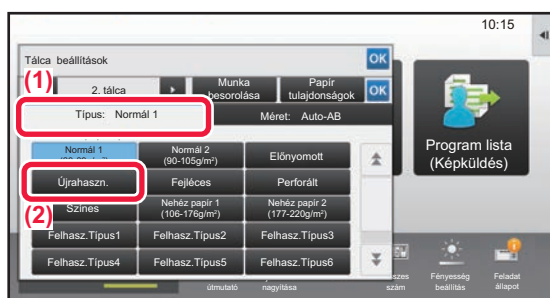 10:15
Tálca beállítások
OK
(1)
2. tálca
Munka besorolása
Papír tulajdonságok
OK
Típus: Normál 1
Méret: Auto-AB
Normál 1
Normál 2
(90-105g/m²)
Előnyomott
Újrahaszn.
Fejléces
Perforált
(2)
Színes
Nehéz papír 1
(106-176g/m²)
Nehéz papír 2
(177-220g/m²)
Felhasz.Típus1
Felhasz.Típus2
Felhasz.Típus3
Felhasz.Típus4
Felhasz.Típus5
Felhasz.Típus6
Program lista
(Képküldés)
útmutató
nagyítása
szám
Fényesség
beállítás
Feladat
állapot